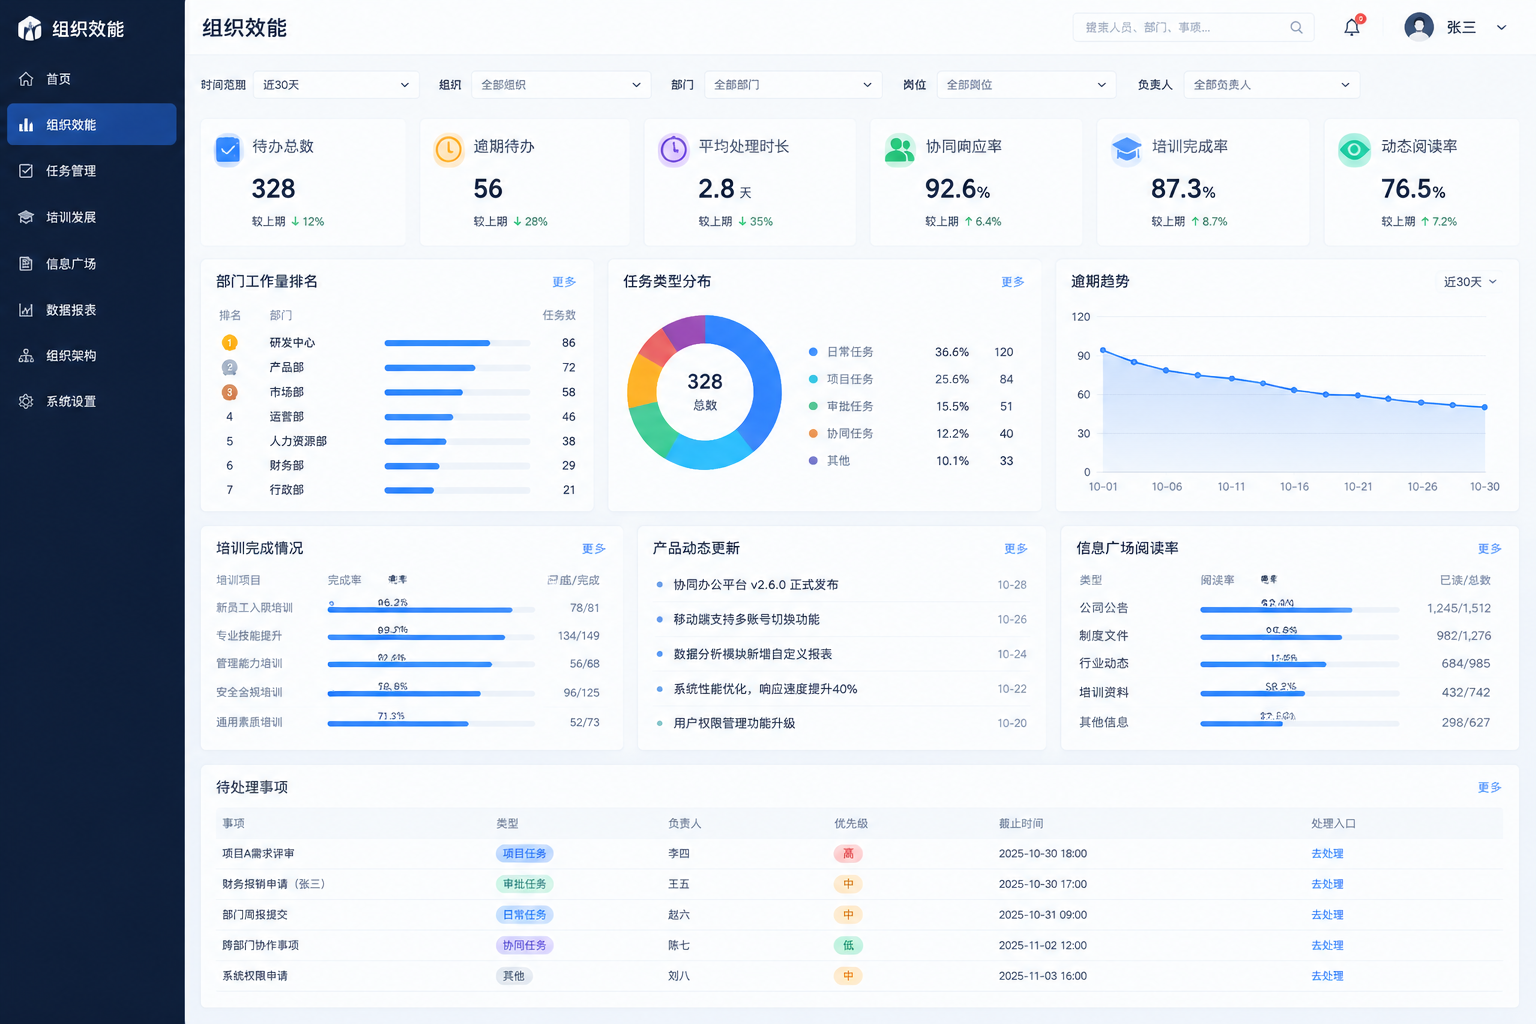 组织效能
首页
组织效能
任务管理
培训发展
信息广场
数据报表
组织架构
系统设置
组织效能
搜索人员、部门、事项...
张三
时间范围 近30天
组织 全部组织
部门 全部部门
岗位 全部岗位
负责人 全部负责人
待办总数
328
较上期 ↓ 12%
逾期待办
56
较上期 ↓ 28%
平均处理时长
2.8 天
较上期 ↓ 35%
协同响应率
92.6%
较上期 ↑ 6.4%
培训完成率
87.3%
较上期 ↑ 8.7%
动态阅读率
76.5%
较上期 ↑ 7.2%
部门工作量排名 更多
排名 部门 任务数
1 研发中心 86
2 产品部 72
3 市场部 58
4 运营部 46
5 人力资源部 38
6 财务部 29
7 行政部 21
任务类型分布 更多
328
总数
日常任务 36.6% 120
项目任务 25.6% 84
审批任务 15.5% 51
协同任务 12.2% 40
其他 10.1% 33
逾期趋势 近30天
120
90
60
30
0
10-01 10-06 10-11 10-16 10-21 10-26 10-30
培训完成情况 更多
培训项目 完成率 /完成
新员工入限培训 96.2% 78/81
专业技能提升 134/149
管理能力培训 56/68
安全合规培训 96/125
通用素质培训 71.3% 52/73
产品动态更新 更多
协同办公平台 v2.6.0 正式发布 10-28
移动端支持多账号切换功能 10-26
数据分析模块新增自定义报表 10-24
系统性能优化，响应速度提升40% 10-22
用户权限管理功能升级 10-20
信息广场阅读率 更多
类型 阅读率 已读/总数
公司公告 1,245/1,512
制度文件 982/1,276
行业动态 684/985
培训资料 432/742
其他信息 298/627
待处理事项 更多
事项 类型 负责人 优先级 截止时间 处理入口
项目A需求评审 项目任务 李四 高 2025-10-30 18:00 去处理
财务报销申请（张三） 审批任务 王五 中 2025-10-30 17:00 去处理
部门周报提交 日常任务 赵六 中 2025-10-31 09:00 去处理
跨部门协作事项 协同任务 陈七 低 2025-11-02 12:00 去处理
系统权限申请 其他 刘八 中 2025-11-03 16:00 去处理